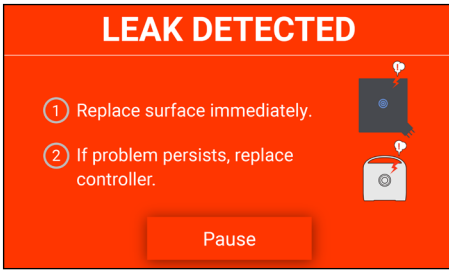 LEAK DETECTED
1 Replace surface immediately.
2 If problem persists, replace
controller.
Pause